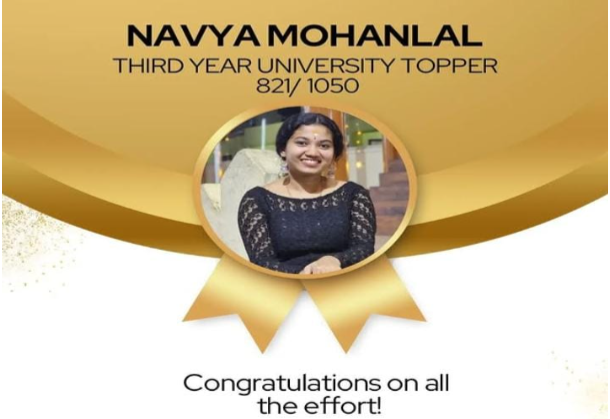 NAVYA MOHANLAL
THIRD YEAR UNIVERSITY TOPPER
821/ 1050
Congratulations on all
the effort!